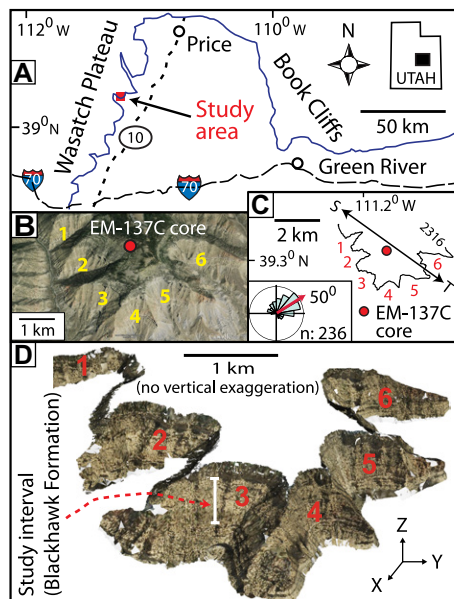 112⁰ W
110⁰ W
N
Price
A
Wasatch Plateau
Book Cliffs
UTAH
Study
area
50 km
39⁰N
10
Green River
70
70
B
EM-137C core
1
2
3
4
5
6
1 km
C
111.2⁰ W
2 km
S
2316
39.3⁰ N
1
2
3
4
5
6
50⁰
n: 236
EM-137C
core
D
1 km
(no vertical exaggeration)
1
2
3
4
5
6
Study interval
(Blackhawk Formation)
Z
Y
X